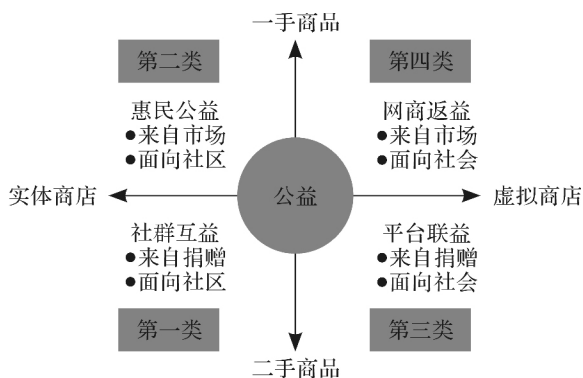 一手商品
第二类
第四类
惠民公益
●来自市场
●面向社区
网商返益
●来自市场
●面向社会
实体商店
公益
虚拟商店
社群互益
●来自捐赠
●面向社区
平台联益
●来自捐赠
●面向社会
第一类
第三类
二手商品